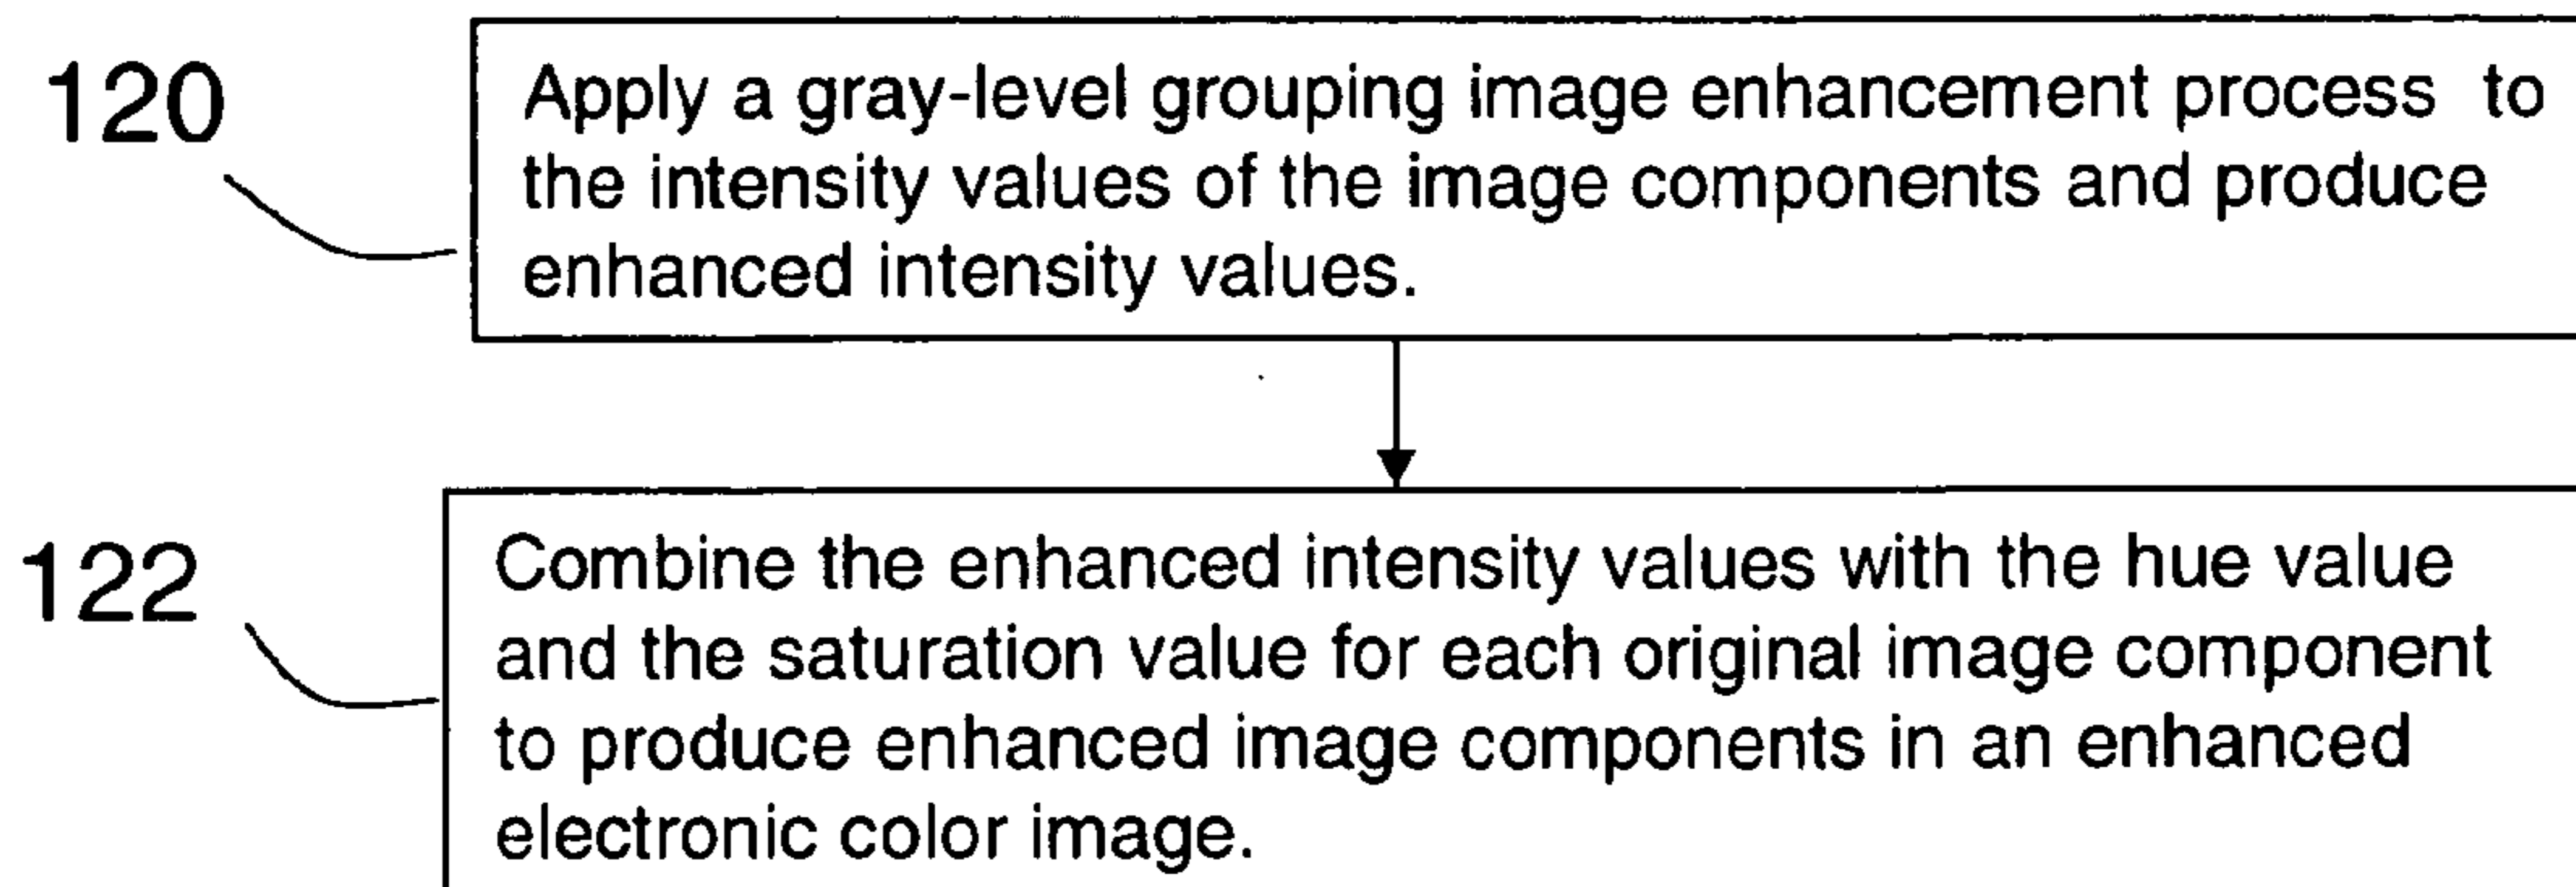 120
Apply a gray-level grouping image enhancement process to
the intensity values of the image components and produce
enhanced intensity values.
122
Combine the enhanced intensity values with the hue value
and the saturation value for each original image component
to produce enhanced image components in an enhanced
electronic color image.